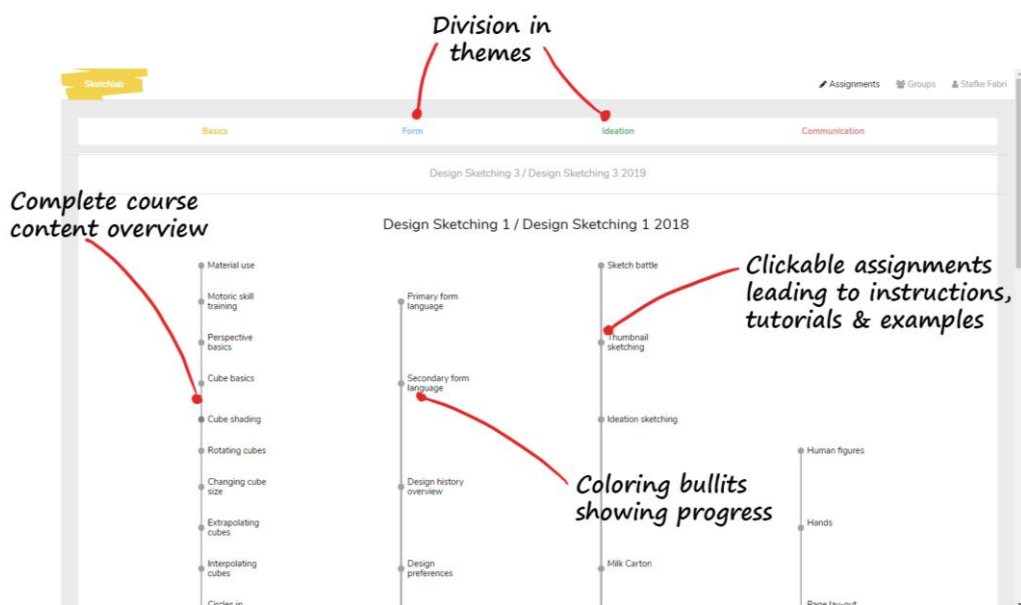 Division in
themes
Sketchlab
Assignments
Groups
Stefke Fabri
Basics
Form
Ideation
Communication
Design Sketching 3 / Design Sketching 3 2019
Complete course
content overview
Design Sketching 1 / Design Sketching 1 2018
Material use
Motoric skill
training
Perspective
basics
Cube basics
Cube shading
Rotating cubes
Changing cube
size
Extrapolating
cubes
Interpolating
cubes
Circles in
Primary form
language
Secondary form
language
Design history
overview
Design
preferences
Sketch battle
Thumbnail
sketching
Ideation sketching
Milk Carton
Human figures
Hands
Page lay-out
Clickable assignments
leading to instructions,
tutorials & examples
Coloring bullits
showing progress